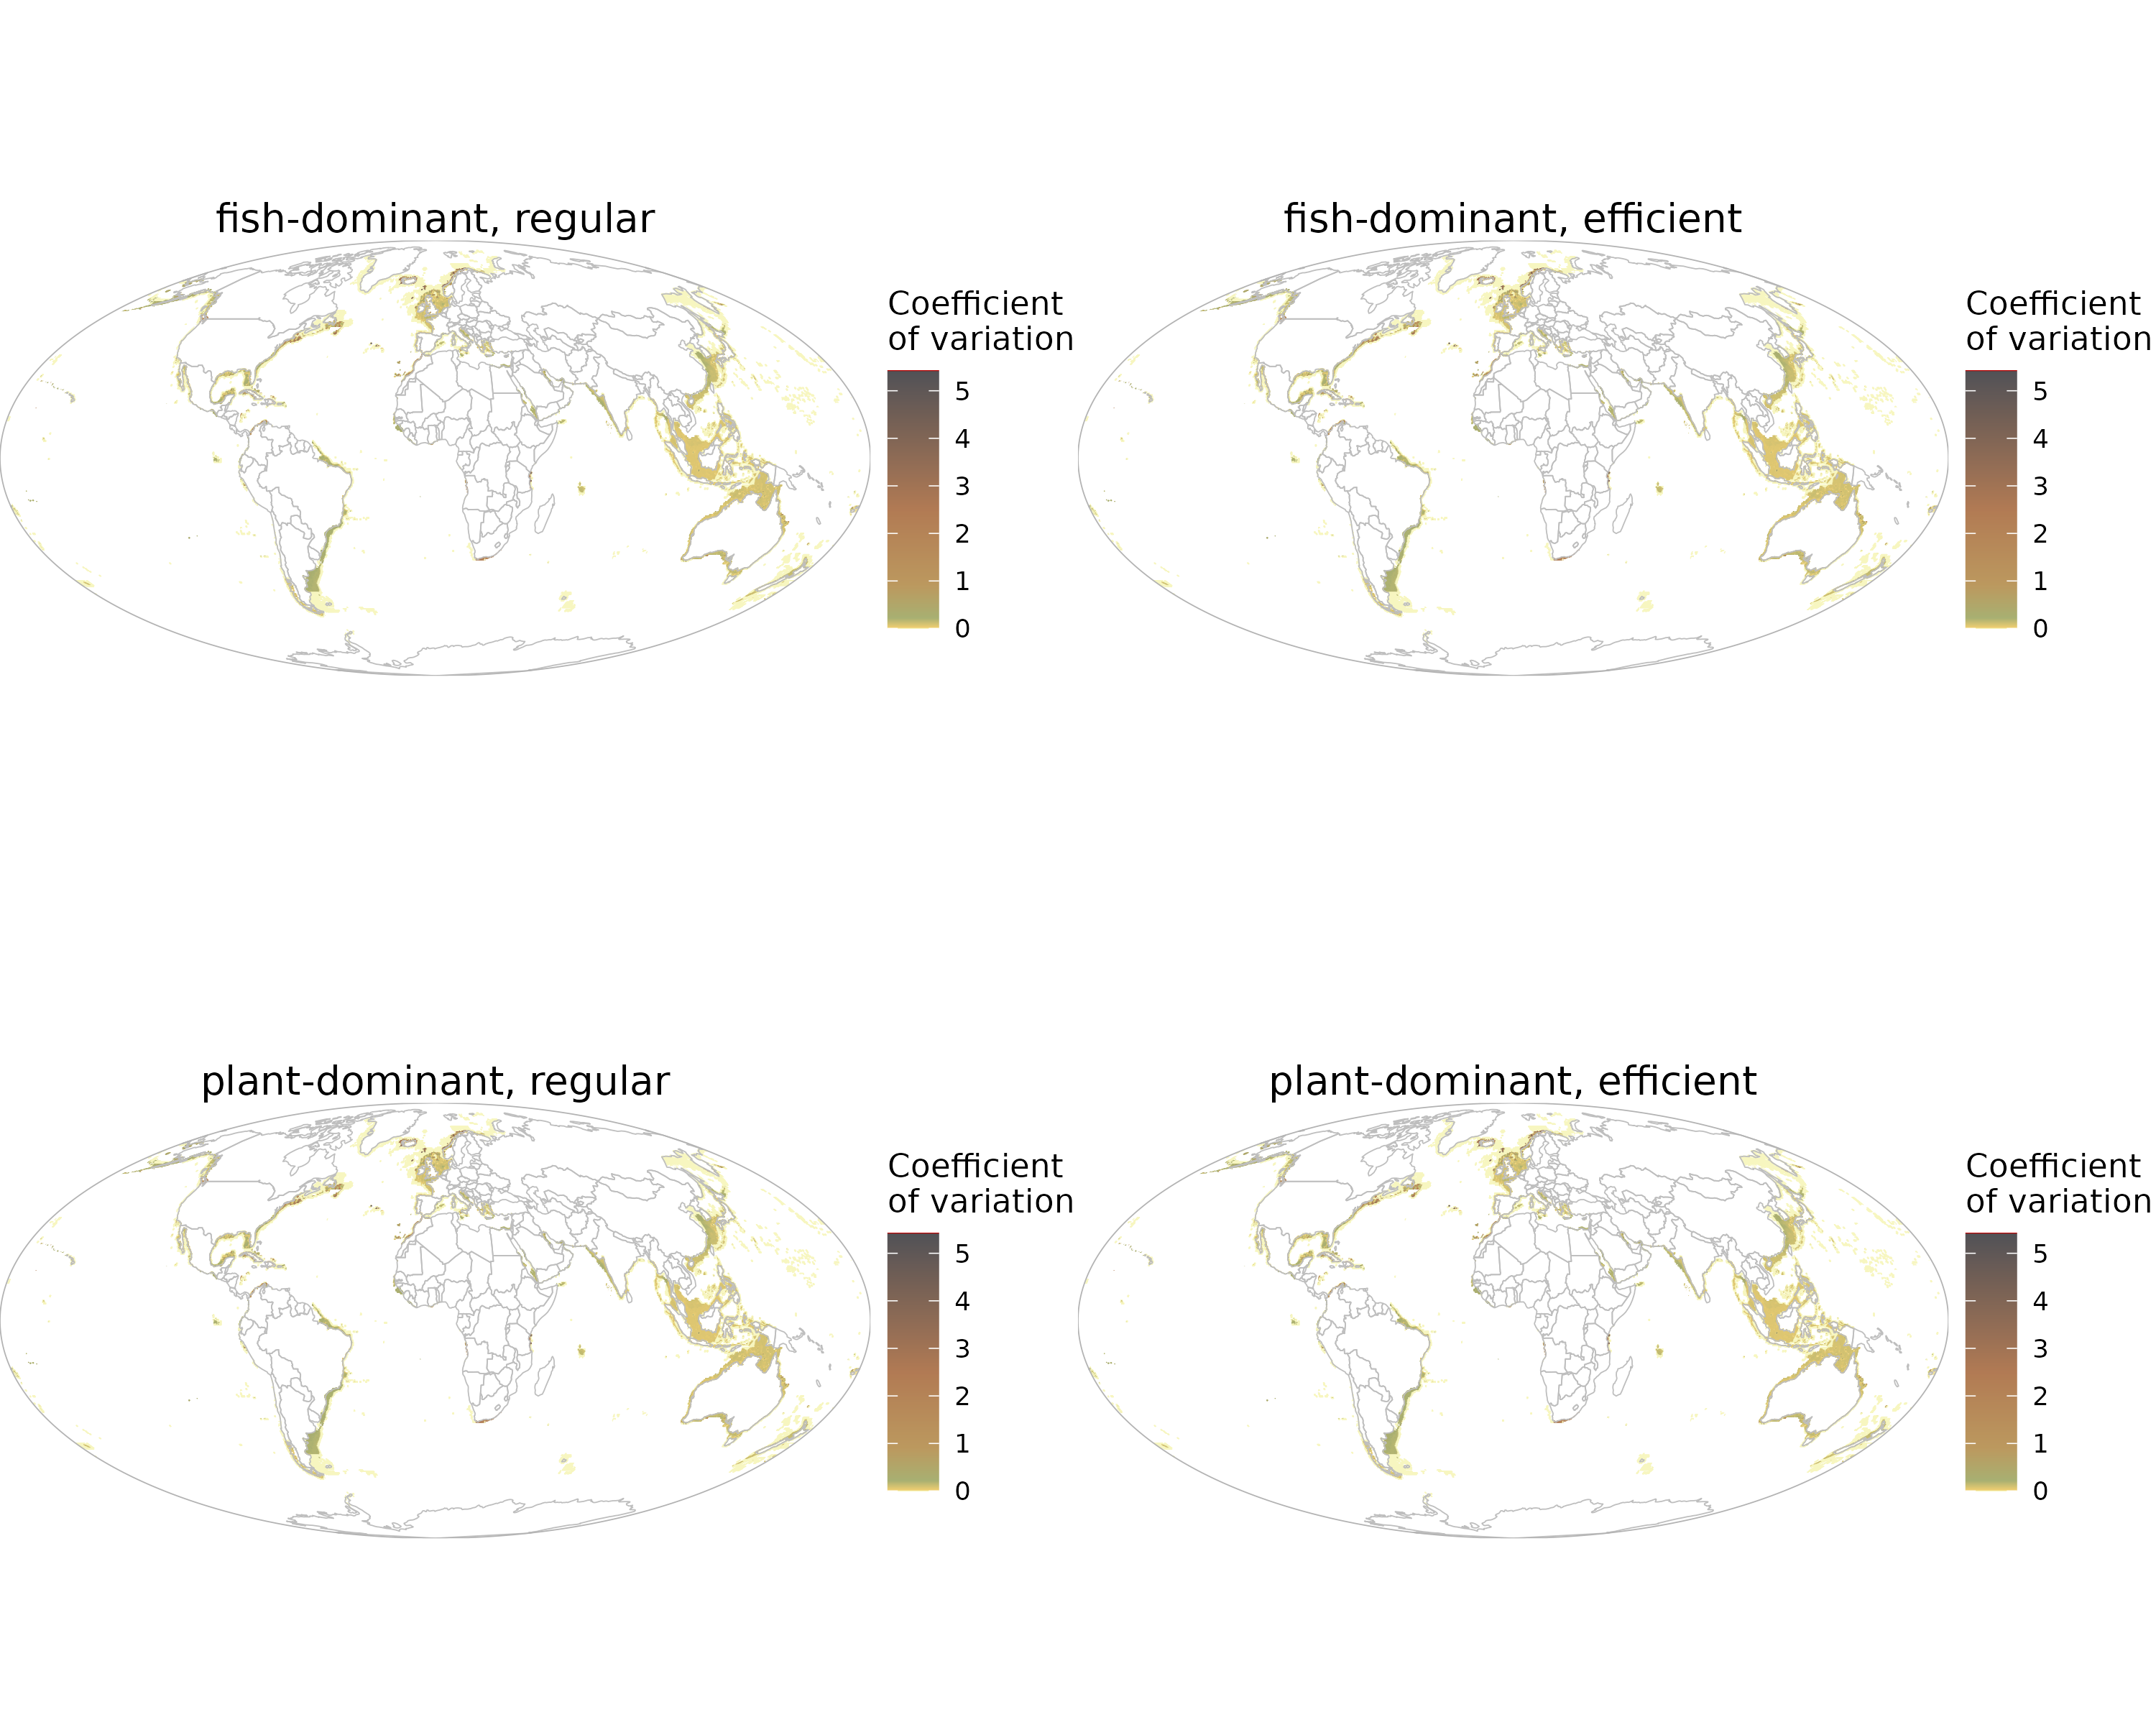 fish-dominant, regular
Coefficient
of variation
5
4
3
2
1
0
fish-dominant, efficient
Coefficient
of variation
5
4
3
2
1
0
plant-dominant, regular
Coefficient
of variation
5
4
3
2
1
0
plant-dominant, efficient
Coefficient
of variation
5
4
3
2
1
0